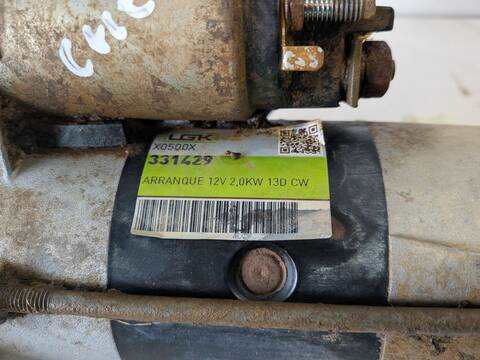 LGK
X0500X
331429
ARRANQUE 12V 2,0KW 13D CW